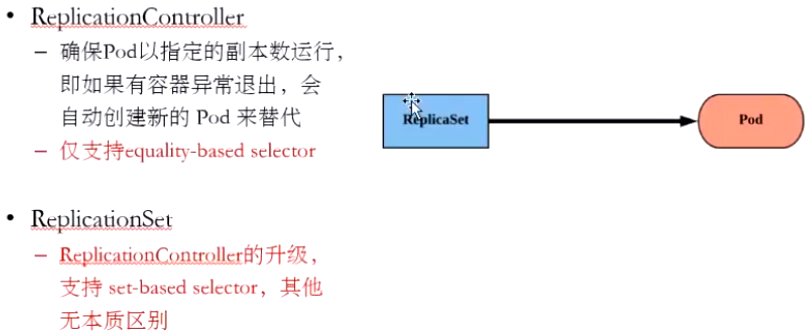 • ReplicationController
– 确保Pod以指定的副本数运行，
即如果有容器异常退出，会
自动创建新的 Pod 来替代
– 仅支持equality-based selector
ReplicaSet
Pod
• ReplicationSet
– ReplicationController的升级，
支持 set-based selector，其他
无本质区别